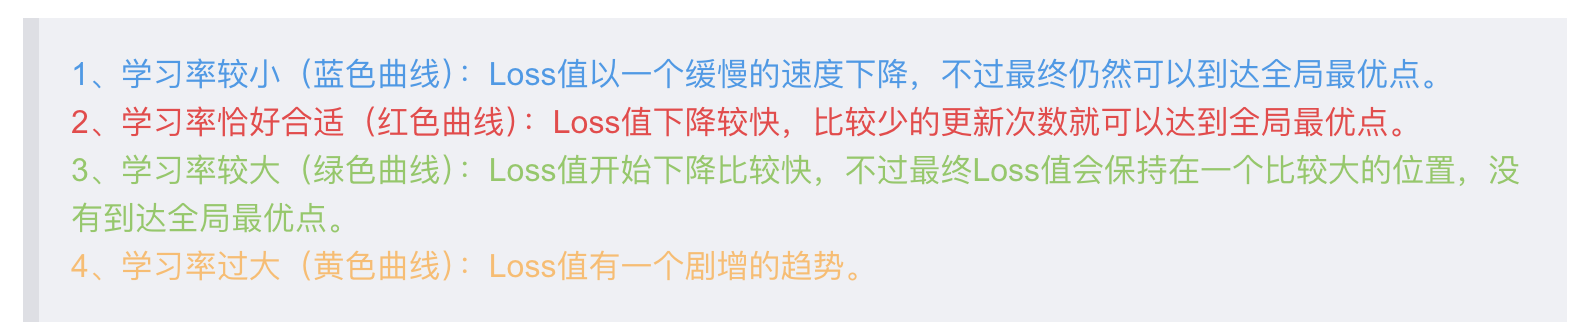 1、学习率较小（蓝色曲线）：Loss值以一个缓慢的速度下降，不过最终仍然可以到达全局最优点。
2、学习率恰好合适（红色曲线）：Loss值下降较快，比较少的更新次数就可以达到全局最优点。
3、学习率较大（绿色曲线）：Loss值开始下降比较快，不过最终Loss值会保持在一个比较大的位置，没
有到达全局最优点。
4、学习率过大（黄色曲线）：Loss值有一个剧增的趋势。